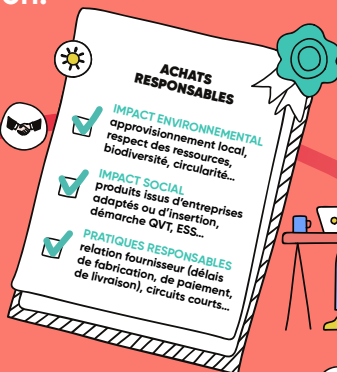 on.
ACHATS
RESPONSABLES
IMPACT ENVIRONNEMENTAL
approvisionnement local,
respect des ressources,
biodiversité, circularité...
IMPACT SOCIAL
produits issus d'entreprises
adaptés ou d'insertion,
démarche QVT, ESS...
PRATIQUES RESPONSABLES
relation fournisseur (délais
de fabrication, de paiement,
de livraison), circuits courts...